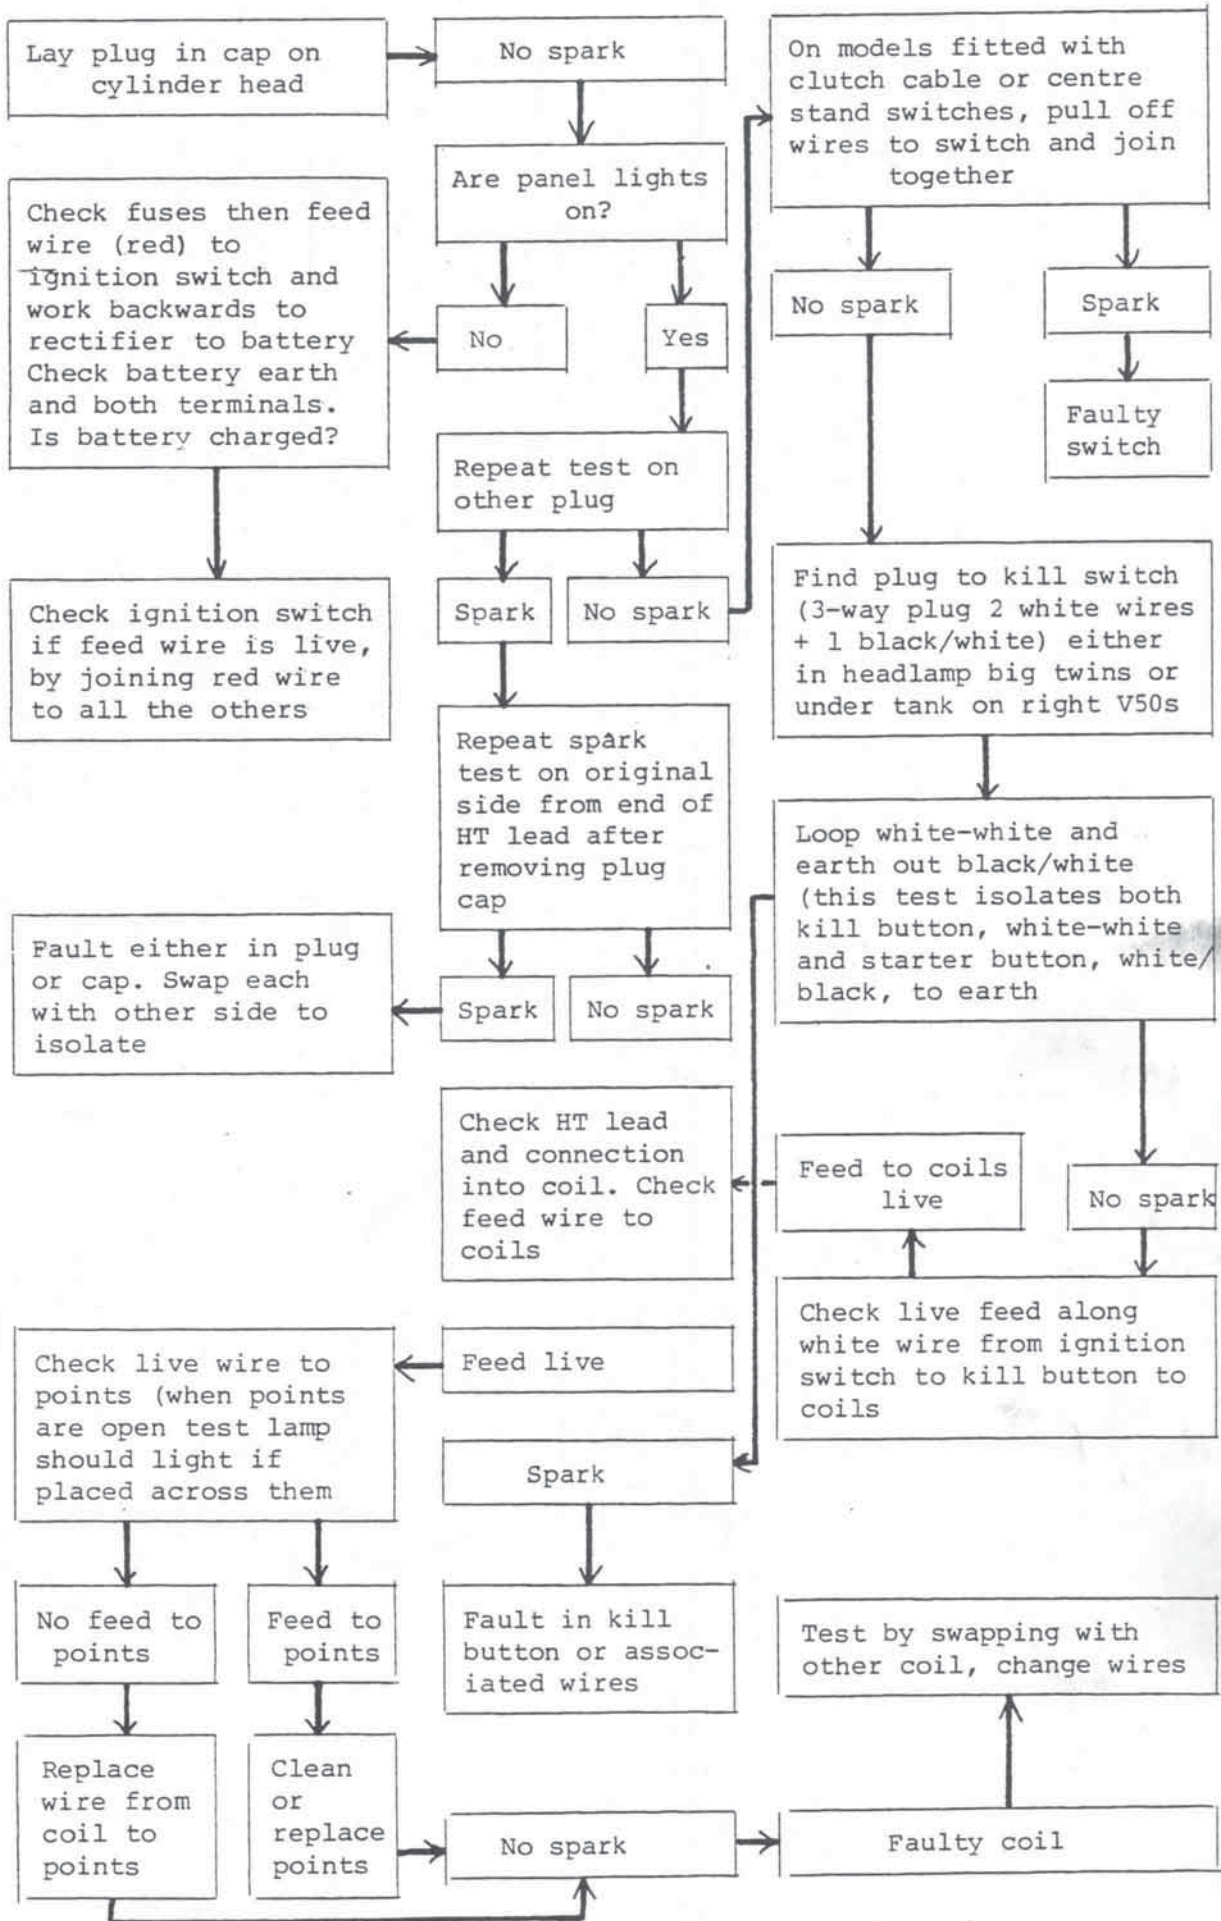 Lay plug in cap on
cylinder head
No spark
Are panel lights
on?
No
Yes
Check fuses then feed
wire (red) to
ignition switch and
work backwards to
rectifier to battery
Check battery earth
and both terminals.
Is battery charged?
Check ignition switch
if feed wire is live,
by joining red wire
to all the others
Repeat test on
other plug
Spark
No spark
Repeat spark
test on original
side from end of
HT lead after
removing plug
cap
Spark
No spark
Fault either in plug
or cap. Swap each
with other side to
isolate
On models fitted with
clutch cable or centre
stand switches, pull off
wires to switch and join
together
No spark
Spark
Faulty
switch
Find plug to kill switch
(3-way plug 2 white wires
+ 1 black/white) either
in headlamp big twins or
under tank on right V50s
Loop white-white and
earth out black/white
(this test isolates both
kill button, white-white
and starter button, white/
black, to earth
No spark
Check live feed along
white wire from ignition
switch to kill button to
coils
Feed to coils
live
Check HT lead
and connection
into coil. Check
feed wire to
coils
Feed live
Check live wire to
points (when points
are open test lamp
should light if
placed across them
Spark
Fault in kill
button or assoc-
iated wires
No feed to
points
Feed to
points
Replace
wire from
coil to
points
Clean
or
replace
points
No spark
Faulty coil
Test by swapping with
other coil, change wires